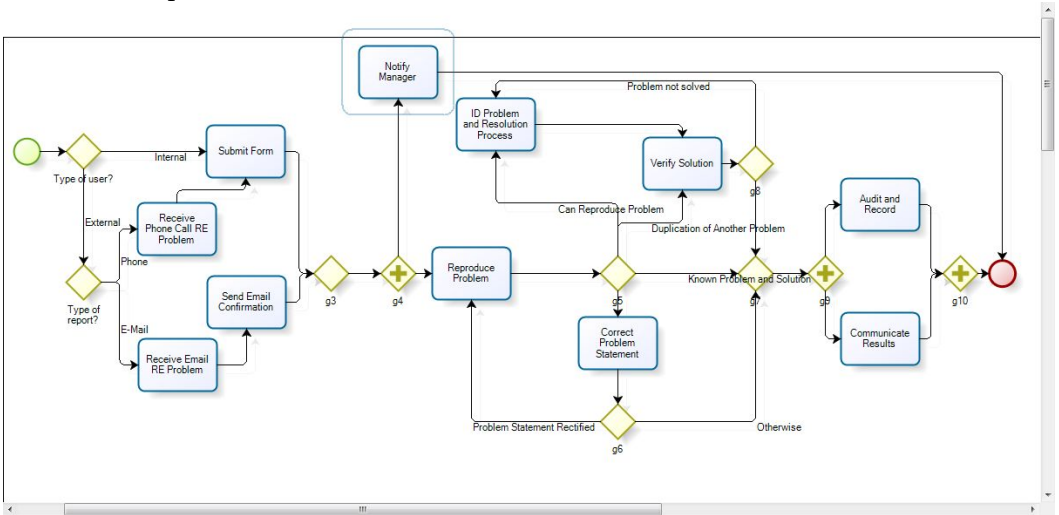 Notify
Manager
Problem not solved
ID Problem
and Resolution
Process
Submit Form
Internal
Type of user?
Verify Solution
g8
Can Reproduce Problem
External
Receive
Phone Call RE
Problem
Phone
Duplication of Another Problem
Audit and
Record
Reproduce
Problem
Known Problem and Solution
g3
g4
g5
g7
g9
g10
Type of
report?
Send Email
Confirmation
E-Mail
Receive Email
RE Problem
Correct
Problem
Statement
Communicate
Results
Problem Statement Rectified
Otherwise
g6